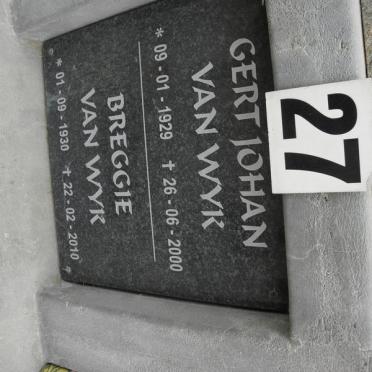 GERT JOHAN
VAN WYK
* 09 - 01 - 1929 ✝ 26 - 06 - 2000
BREGGIE
VAN WYK
* 01 - 09 - 1930 ✝ 22 - 02 - 2010
27